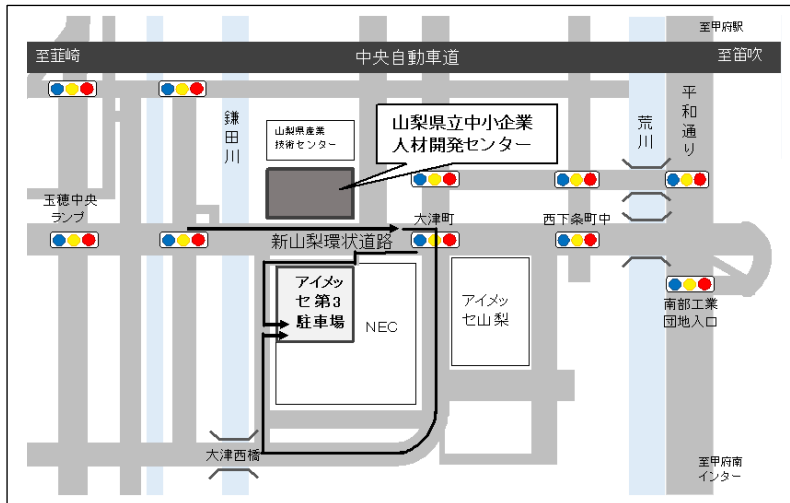 至甲府駅
至韮崎
中央自動車道
至笛吹
鎌田川
山梨県産業
技術センター
山梨県立中小企業
人材開発センター
荒川
平和通り
玉穂中央
ランプ
大津町
西下条町中
新山梨環状道路
アイメッ
セ第3
駐車場
NEC
アイメッ
セ山梨
南部工業
団地入口
大津西橋
至甲府南
インター